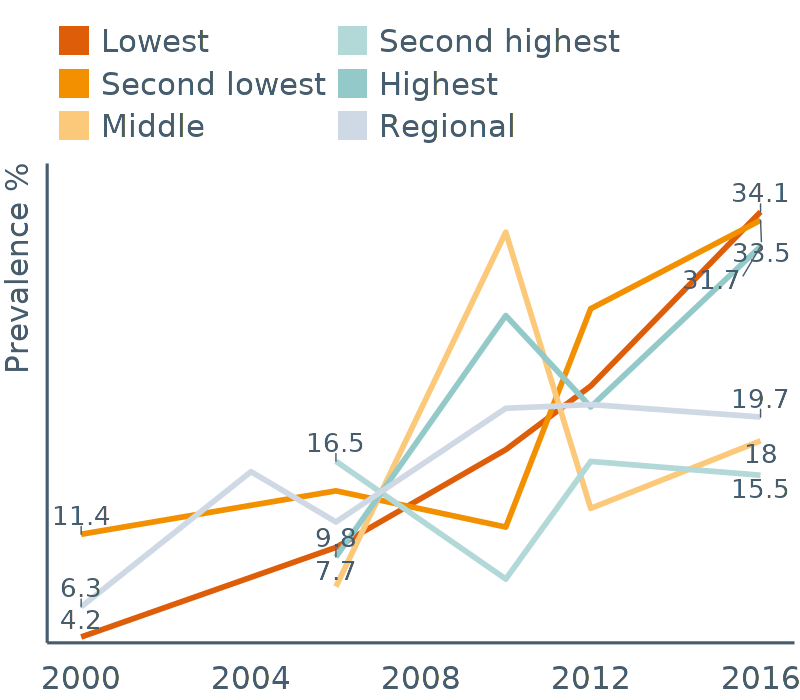 Lowest
Second highest
Second lowest
Highest
Middle
Regional
Prevalence %
34.1
33.5
31.7
19.7
16.5
18
15.5
11.4
9.8
7.7
6.3
4.2
2000
2004
2008
2012
2016